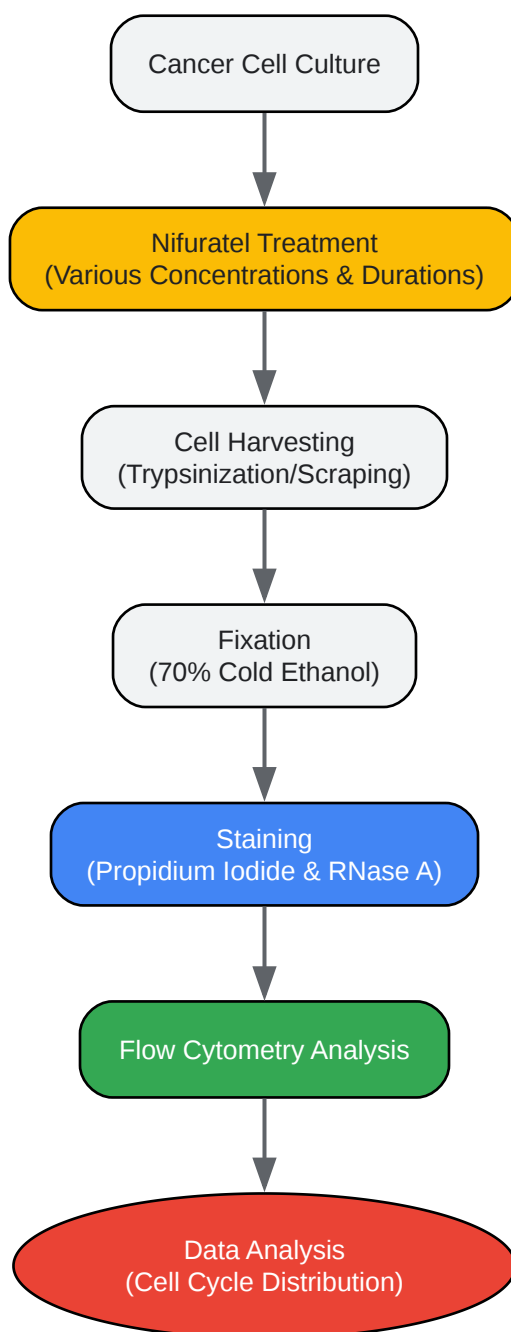 Cancer Cell Culture
Nifuratel Treatment
(Various Concentrations & Durations)
Cell Harvesting
(Trypsinization/Scraping)
Fixation
(70% Cold Ethanol)
Staining
(Propidium Iodide & RNase A)
Flow Cytometry Analysis
Data Analysis
(Cell Cycle Distribution)